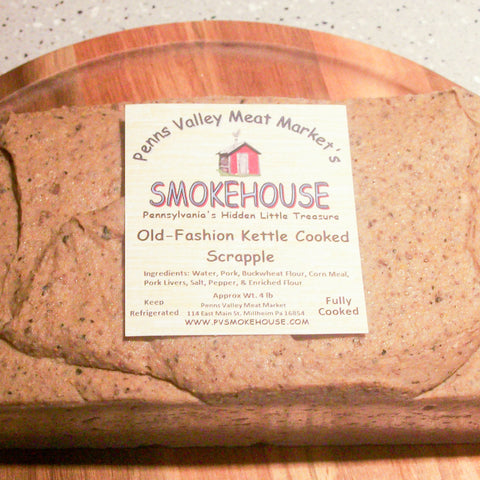 Penns Valley Meat Market's
SMOKEHOUSE
Pennsylvania's Hidden Little Treasure
Old-Fashion Kettle Cooked
Scrapple
Ingredients: Water, Pork, Buckwheat Flour, Corn Meal,
Pork Livers, Salt, Pepper, & Enriched Flour
Approx Wt. 4 lb
Keep
Refrigerated
Penns Valley Meat Market
114 East Main St. Millheim Pa 16854
Fully
Cooked
WWW.PVSMOKEHOUSE.COM